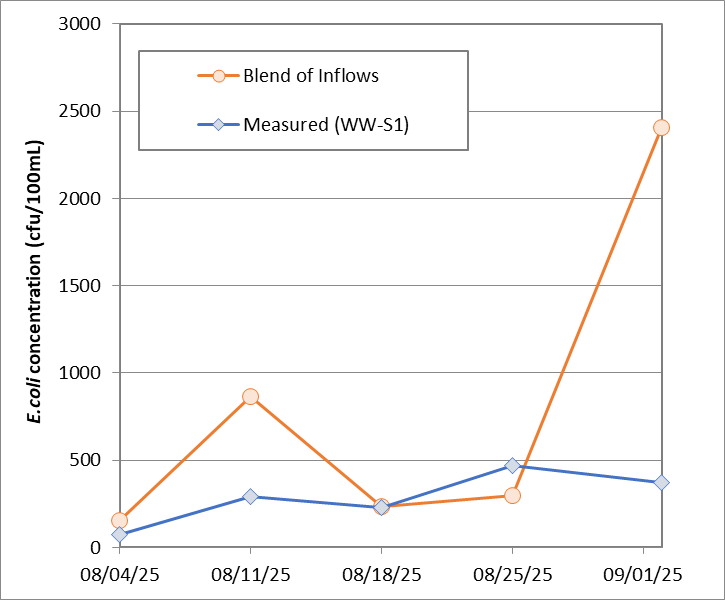 3000
Blend of Inflows
2500
Measured (WW-S1)
2000
E.coli concentration (cfu/100mL)
1500
1000
500
0
08/04/25 08/11/25 08/18/25 08/25/25 09/01/25